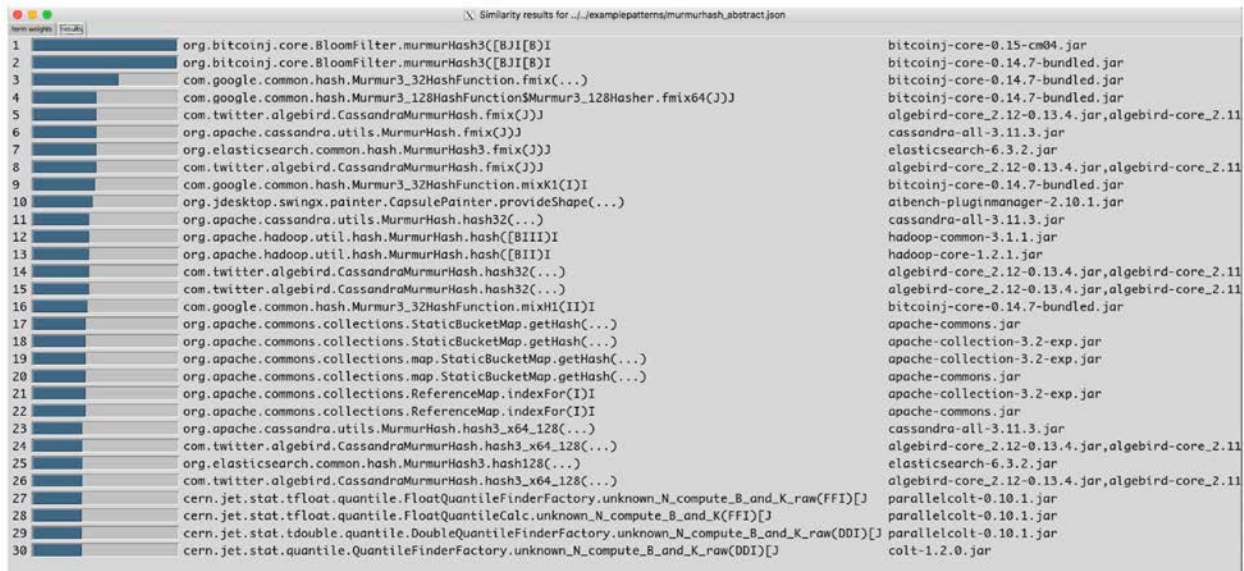 Similarity results for ../../examplepatterns/murmurhash_abstract.json
term weights results
1 org.bitcoinj.core.BloomFilter.murmurHash3([BJI[B)I bitcoinj-core-0.15-cm04.jar
2 org.bitcoinj.core.BloomFilter.murmurHash3([BJI[B)I bitcoinj-core-0.14.7-bundled.jar
3 com.google.common.hash.Murmur3_32HashFunction.fmix(...) bitcoinj-core-0.14.7-bundled.jar
4 com.google.common.hash.Murmur3_128HashFunction$Murmur3_128Hasher.fmix64(J)J bitcoinj-core-0.14.7-bundled.jar
5 com.twitter.algebird.CassandraMurmurHash.fmix(J)J algebird-core_2.12-0.13.4.jar,algebird-core_2.11
6 org.apache.cassandra.utils.MurmurHash.fmix(J)J cassandra-all-3.11.3.jar
7 org.elasticsearch.common.hash.MurmurHash3.fmix(J)J elasticsearch-6.3.2.jar
8 com.twitter.algebird.CassandraMurmurHash.fmix(J)J algebird-core_2.12-0.13.4.jar,algebird-core_2.11
9 com.google.common.hash.Murmur3_32HashFunction.mixK1(I)I bitcoinj-core-0.14.7-bundled.jar
10 org.jdesktop.swingx.painter.CapsulePainter.provideShape(...) aibench-pluginmanager-2.10.1.jar
11 org.apache.cassandra.utils.MurmurHash.hash32(...) cassandra-all-3.11.3.jar
12 org.apache.hadoop.util.hash.MurmurHash.hash([BIII)I hadoop-common-3.1.1.jar
13 org.apache.hadoop.util.hash.MurmurHash.hash([BII)I hadoop-core-1.2.1.jar
14 com.twitter.algebird.CassandraMurmurHash.hash32(...) algebird-core_2.12-0.13.4.jar,algebird-core_2.11
15 com.twitter.algebird.CassandraMurmurHash.hash32(...) algebird-core_2.12-0.13.4.jar,algebird-core_2.11
16 com.google.common.hash.Murmur3_32HashFunction.mixH1(II)I bitcoinj-core-0.14.7-bundled.jar
17 org.apache.commons.collections.StaticBucketMap.getHash(...) apache-commons.jar
18 org.apache.commons.collections.StaticBucketMap.getHash(...) apache-collection-3.2-exp.jar
19 org.apache.commons.collections.map.StaticBucketMap.getHash(...) apache-collection-3.2-exp.jar
20 org.apache.commons.collections.map.StaticBucketMap.getHash(...) apache-commons.jar
21 org.apache.commons.collections.ReferenceMap.indexFor(I)I apache-collection-3.2-exp.jar
22 org.apache.commons.collections.ReferenceMap.indexFor(I)I apache-commons.jar
23 org.apache.cassandra.utils.MurmurHash.hash3_x64_128(...) cassandra-all-3.11.3.jar
24 com.twitter.algebird.CassandraMurmurHash.hash3_x64_128(...) algebird-core_2.12-0.13.4.jar,algebird-core_2.11
25 org.elasticsearch.common.hash.MurmurHash3.hash128(...) elasticsearch-6.3.2.jar
26 com.twitter.algebird.CassandraMurmurHash.hash3_x64_128(...) algebird-core_2.12-0.13.4.jar,algebird-core_2.11
27 cern.jet.stat.tfloat.quantile.FloatQuantileFinderFactory.unknown_N_compute_B_and_K_raw(FFI)[J parallelcolt-0.10.1.jar
28 cern.jet.stat.tfloat.quantile.FloatQuantileCalc.unknown_N_compute_B_and_K(FFI)[J parallelcolt-0.10.1.jar
29 cern.jet.stat.tdouble.quantile.DoubleQuantileFinderFactory.unknown_N_compute_B_and_K_raw(DDI)[J parallelcolt-0.10.1.jar
30 cern.jet.stat.quantile.QuantileFinderFactory.unknown_N_compute_B_and_K_raw(DDI)[J colt-1.2.0.jar